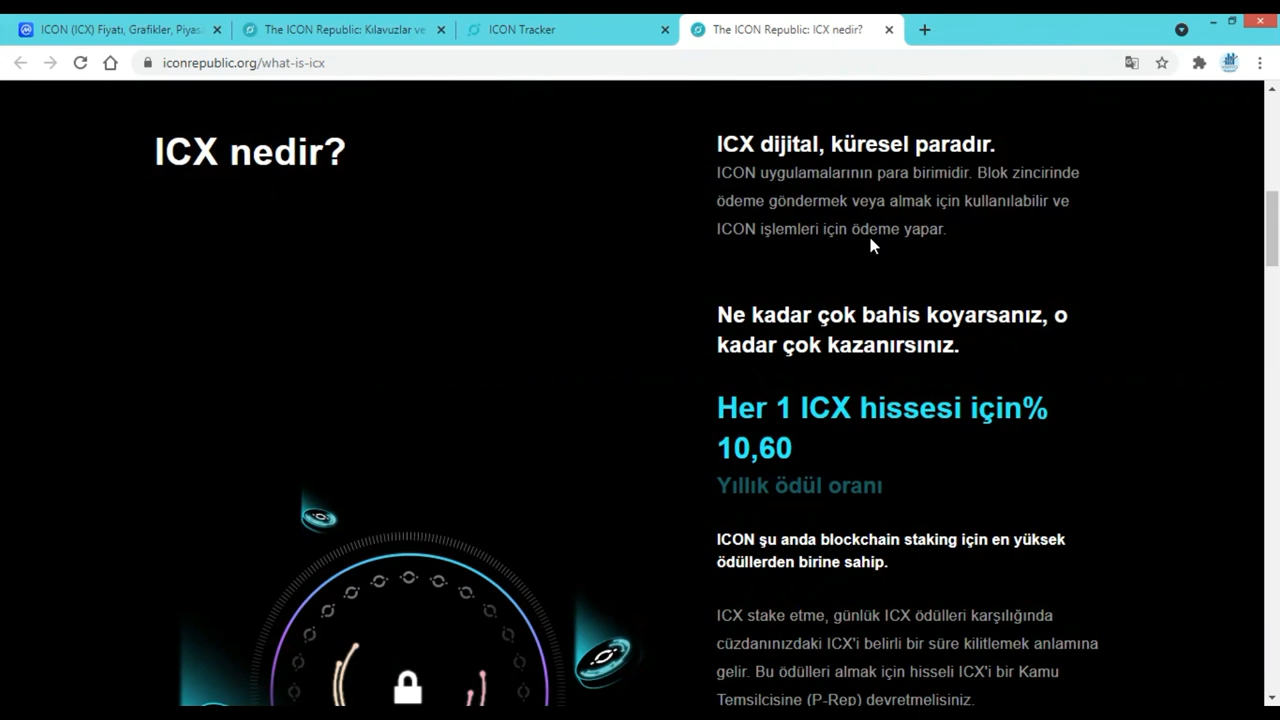 ICON (ICX) Fiyatı, Grafikler, Piyasa
The ICON Republic: Kılavuzlar ve
ICON Tracker
The ICON Republic: ICX nedir?
iconrepublic.org/what-is-icx
ICX nedir?
ICX dijital, küresel paradır.
ICON uygulamalarının para birimidir. Blok zincirinde
ödeme göndermek veya almak için kullanılabilir ve
ICON işlemleri için ödeme yapar.
Ne kadar çok bahis koyarsanız, o
kadar çok kazanırsınız.
Her 1 ICX hissesi için%
10,60
Yıllık ödül oranı
ICON şu anda blockchain staking için en yüksek
ödüllerden birine sahip.
ICX stake etme, günlük ICX ödülleri karşılığında
cüzdanınızdaki ICX'i belirli bir süre kilitlemek anlamına
gelir. Bu ödülleri almak için hisseli ICX'i bir Kamu
Temsilcisine (P-Rep) devretmelisiniz.